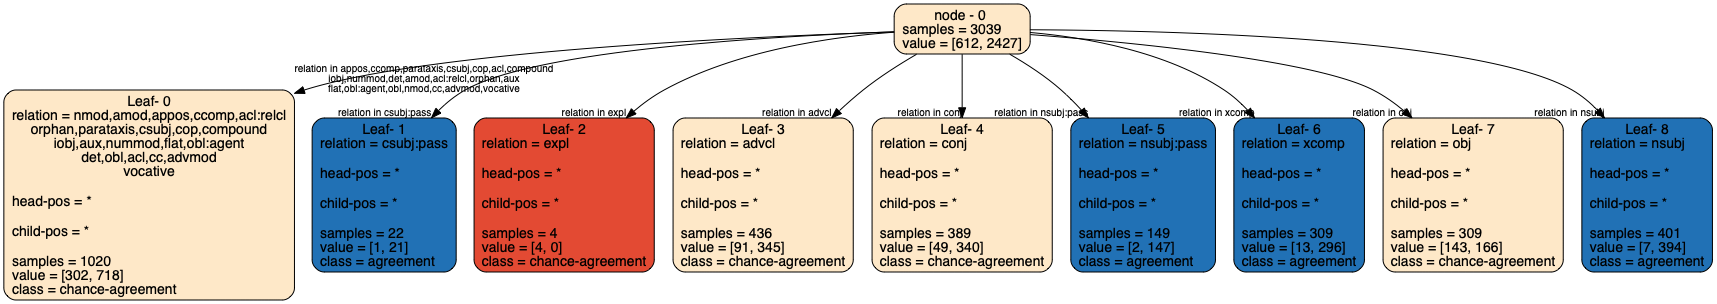 node - 0
samples = 3039
value = [612, 2427]
relation in appos,ccomp,parataxis,csubj,cop,acl,compound
iobj,nummod,det,amod,acl:relcl,orphan,aux
flat,obl:agent,obl,nmod,cc,advmod,vocative
relation in csubj:pass
relation in expl
relation in advcl
relation in conj
relation in nsubj:pass
relation in xcomp
relation in obj
relation in nsubj
Leaf- 0
relation = nmod,amod,appos,ccomp,acl:relcl
orphan,parataxis,csubj,cop,compound
iobj,aux,nummod,flat,obl:agent
det,obl,acl,cc,advmod
vocative
head-pos = *
child-pos = *
samples = 1020
value = [302, 718]
class = chance-agreement
Leaf- 1
relation = csubj:pass
head-pos = *
child-pos = *
samples = 22
value = [1, 21]
class = agreement
Leaf- 2
relation = expl
head-pos = *
child-pos = *
samples = 4
value = [4, 0]
class = chance-agreement
Leaf- 3
relation = advcl
head-pos = *
child-pos = *
samples = 436
value = [91, 345]
class = chance-agreement
Leaf- 4
relation = conj
head-pos = *
child-pos = *
samples = 389
value = [49, 340]
class = chance-agreement
Leaf- 5
relation = nsubj:pass
head-pos = *
child-pos = *
samples = 149
value = [2, 147]
class = agreement
Leaf- 6
relation = xcomp
head-pos = *
child-pos = *
samples = 309
value = [13, 296]
class = agreement
Leaf- 7
relation = obj
head-pos = *
child-pos = *
samples = 309
value = [143, 166]
class = chance-agreement
Leaf- 8
relation = nsubj
head-pos = *
child-pos = *
samples = 401
value = [7, 394]
class = agreement